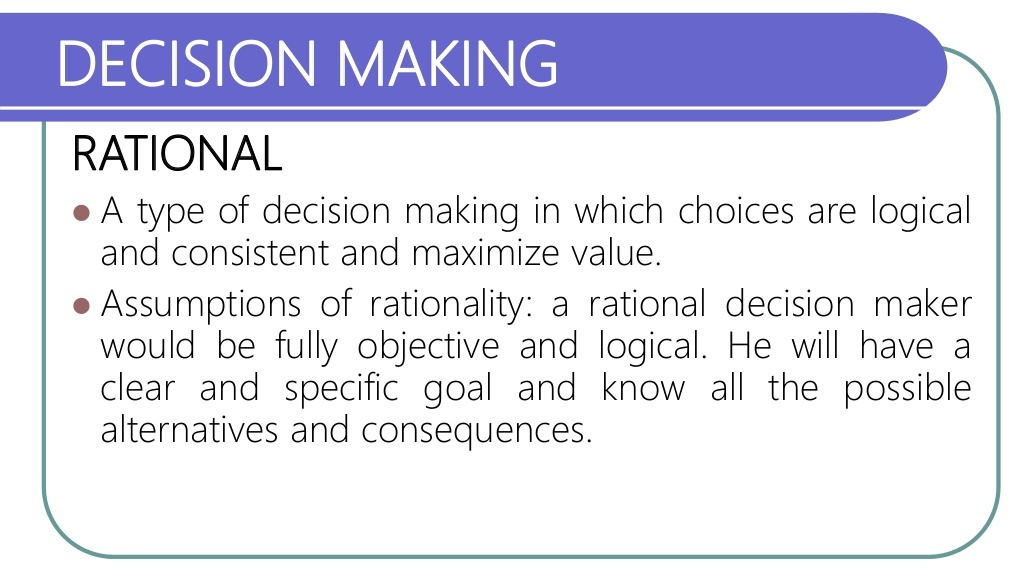 DECISION MAKING
RATIONAL
A type of decision making in which choices are logical
and consistent and maximize value.
Assumptions of rationality: a rational decision maker
would be fully objective and logical. He will have a
clear and specific goal and know all the possible
alternatives and consequences.